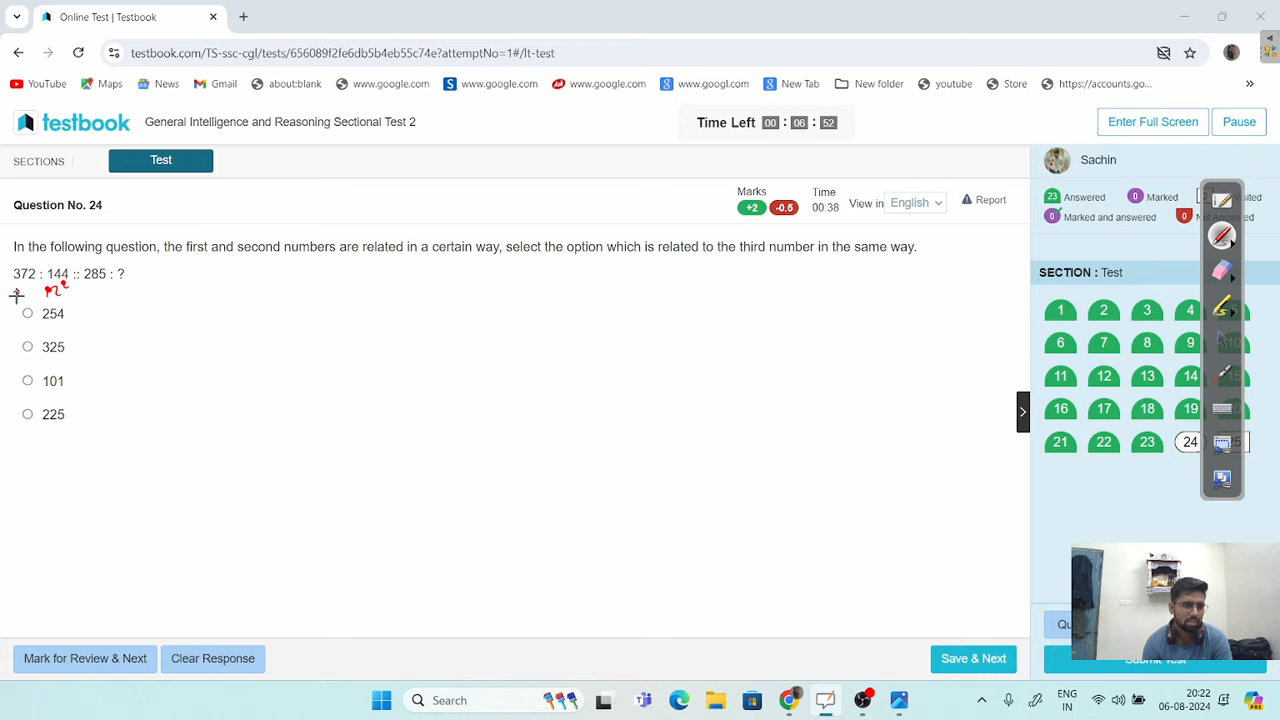 Online Test | Testbook
testbook.com/TS-ssc-cgl/tests/656089f2fe6db5b4eb55c74e?attemptNo=1#/lt-test
YouTube Maps News Gmail about:blank www.google.com www.google.com www.google.com www.googl.com New Tab New folder youtube Store https://accounts.go...
testbook General Intelligence and Reasoning Sectional Test 2 Time Left 00 : 06 : 52 Enter Full Screen Pause
SECTIONS Test Sachin
Question No. 24 Marks +2 -0.5 Time 00:38 View in English Report
23 Answered 0 Marked
0 Marked and answered 0 Not Answered
In the following question, the first and second numbers are related in a certain way, select the option which is related to the third number in the same way.
372 : 144 :: 285 : ?
SECTION : Test
254
325
101
225
1 2 3 4
6 7 8 9 10
11 12 13 14 15
16 17 18 19
21 22 23 24 25
Mark for Review & Next Clear Response Save & Next Submit Test
Search ENG IN 20:22 06-08-2024